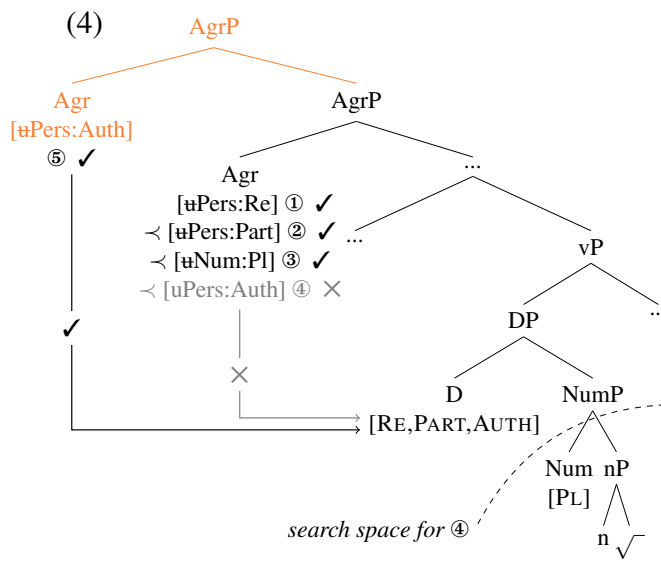 (4)
AgrP
Agr
[uPers:Auth]
⑤ ✓
AgrP
Agr
[uPers:Re] ① ✓
≺ [uPers:Part] ② ✓
≺ [uNum:Pl] ③ ✓
≺ [uPers:Auth] ④ ×
...
...
vP
DP
...
✓
×
D
[RE,PART,AUTH]
NumP
Num nP
[PL]
n √
search space for ④